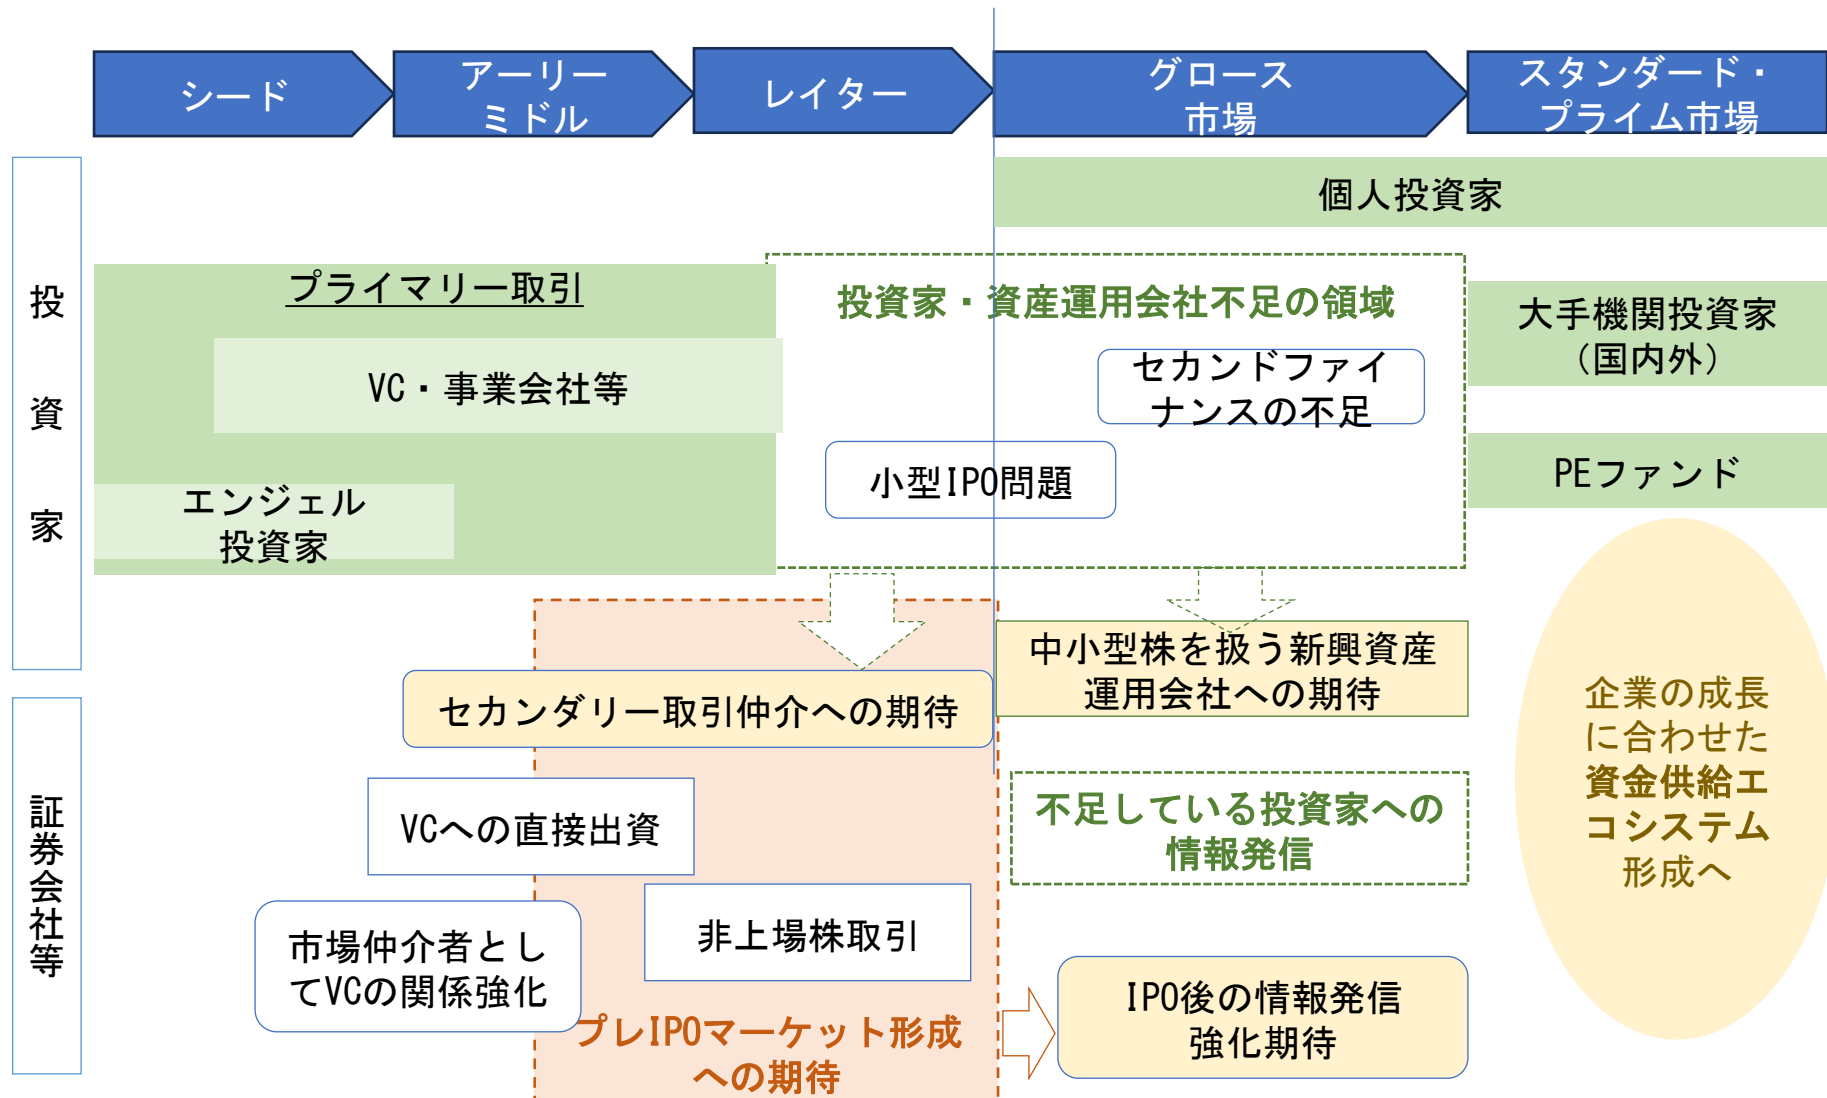 シード
アーリー
ミドル
レイター
グロース
市場
スタンダード・
プライム市場
投資家
個人投資家
プライマリー取引
VC・事業会社等
エンジェル
投資家
投資家・資産運用会社不足の領域
セカンドファイ
ナンスの不足
小型IPO問題
大手機関投資家
（国内外）
PEファンド
証券会社等
セカンダリー取引仲介への期待
中小型株を扱う新興資産
運用会社への期待
VCへの直接出資
不足している投資家への
情報発信
市場仲介者とし
てVCの関係強化
非上場株取引
プレIPOマーケット形成
への期待
IPO後の情報発信
強化期待
企業の成長
に合わせた
資金供給エ
コシステム
形成へ